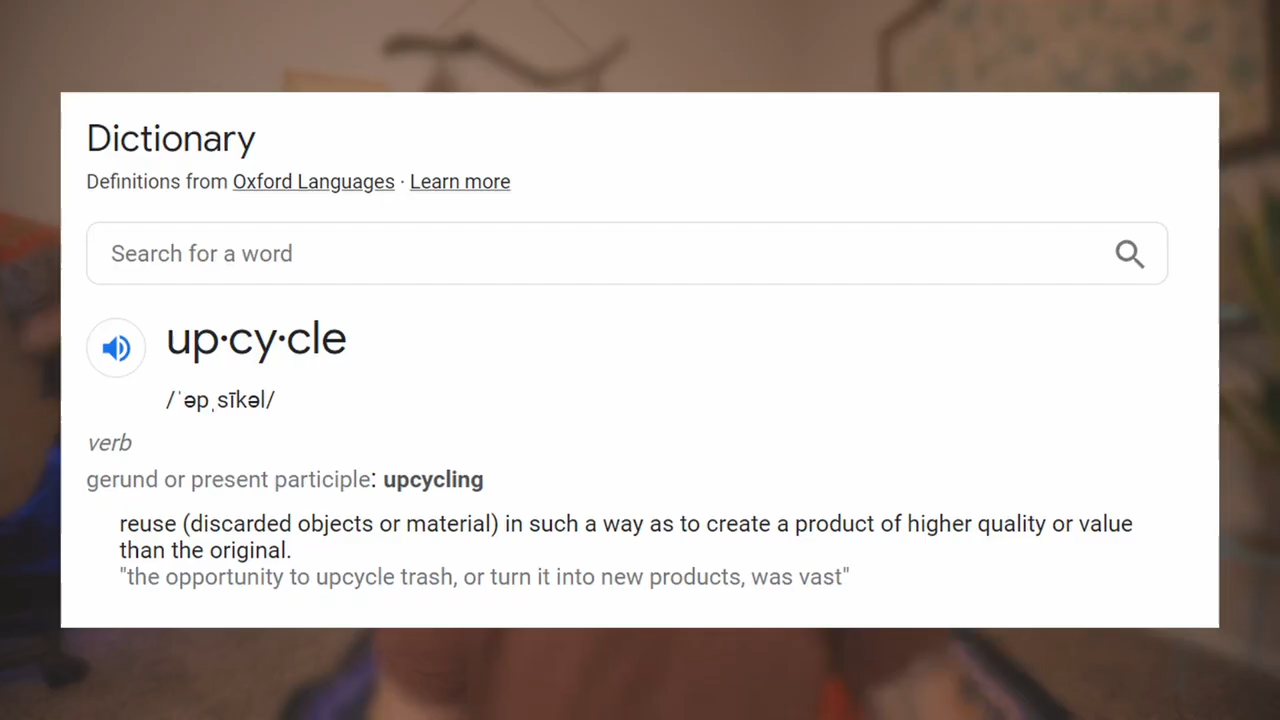 Dictionary
Definitions from Oxford Languages · Learn more
Search for a word
up·cy·cle
/ˈəpˌsīkəl/
verb
gerund or present participle: upcycling
reuse (discarded objects or material) in such a way as to create a product of higher quality or value
than the original.
"the opportunity to upcycle trash, or turn it into new products, was vast"